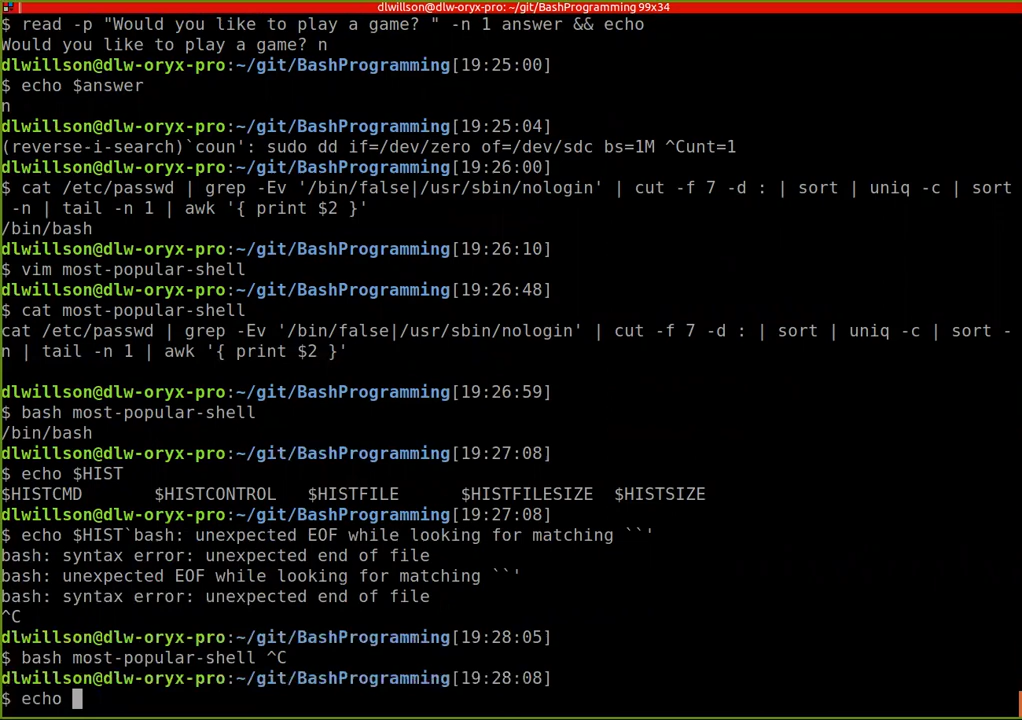 dlwillson@dlw-oryx-pro: ~/git/BashProgramming 99x34
$ read -p "Would you like to play a game? " -n 1 answer && echo
Would you like to play a game? n
dlwillson@dlw-oryx-pro:~/git/BashProgramming[19:25:00]
$ echo $answer
n
dlwillson@dlw-oryx-pro:~/git/BashProgramming[19:25:04]
(reverse-i-search)`coun': sudo dd if=/dev/zero of=/dev/sdc bs=1M ^Cunt=1
dlwillson@dlw-oryx-pro:~/git/BashProgramming[19:26:00]
$ cat /etc/passwd | grep -Ev '/bin/false|/usr/sbin/nologin' | cut -f 7 -d : | sort | uniq -c | sort
 -n | tail -n 1 | awk '{ print $2 }'
/bin/bash
dlwillson@dlw-oryx-pro:~/git/BashProgramming[19:26:10]
$ vim most-popular-shell
dlwillson@dlw-oryx-pro:~/git/BashProgramming[19:26:48]
$ cat most-popular-shell
cat /etc/passwd | grep -Ev '/bin/false|/usr/sbin/nologin' | cut -f 7 -d : | sort | uniq -c | sort -
n | tail -n 1 | awk '{ print $2 }'
dlwillson@dlw-oryx-pro:~/git/BashProgramming[19:26:59]
$ bash most-popular-shell
/bin/bash
dlwillson@dlw-oryx-pro:~/git/BashProgramming[19:27:08]
$ echo $HIST
$HISTCMD       $HISTCONTROL   $HISTFILE      $HISTFILESIZE  $HISTSIZE
dlwillson@dlw-oryx-pro:~/git/BashProgramming[19:27:08]
$ echo $HIST`bash: unexpected EOF while looking for matching ``'
bash: syntax error: unexpected end of file
bash: unexpected EOF while looking for matching ``'
bash: syntax error: unexpected end of file
^C
dlwillson@dlw-oryx-pro:~/git/BashProgramming[19:28:05]
$ bash most-popular-shell ^C
dlwillson@dlw-oryx-pro:~/git/BashProgramming[19:28:08]
$ echo